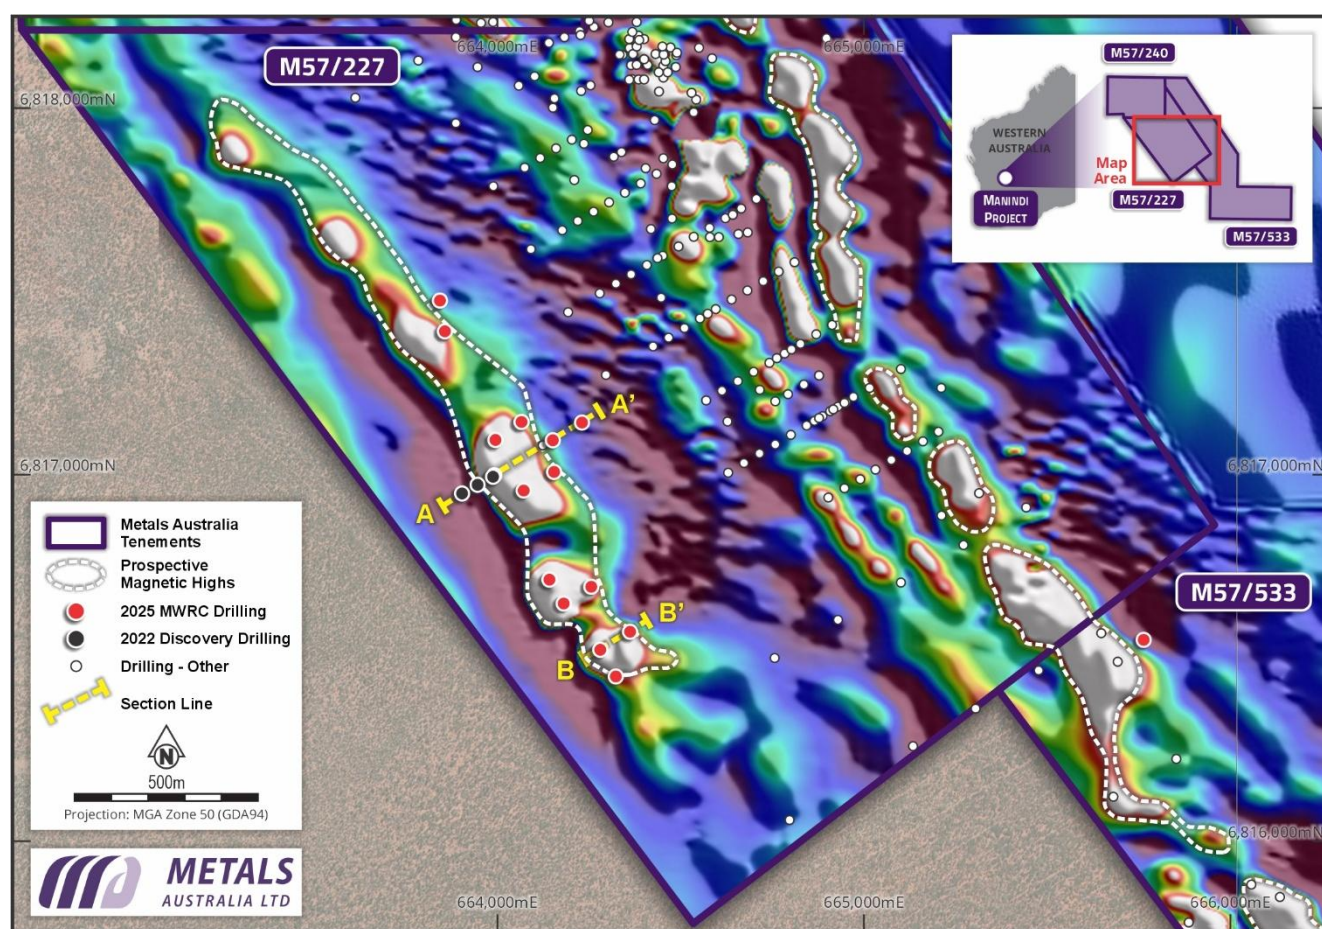 664,000mE
665,000mE
M57/227
6,818,000mN
M57/240
WESTERN
AUSTRALIA
Map
Area
MANINDI
PROJECT
M57/227
M57/533
A'
A
6,817,000mN
6,817,000mN
B'
B
M57/533
Metals Australia
Tenements
Prospective
Magnetic Highs
2025 MWRC Drilling
2022 Discovery Drilling
Drilling - Other
Section Line
N
500m
Projection: MGA Zone 50 (GDA94)
6,816,000mN
METALS
AUSTRALIA LTD
664,000mE
665,000mE
666,000mE